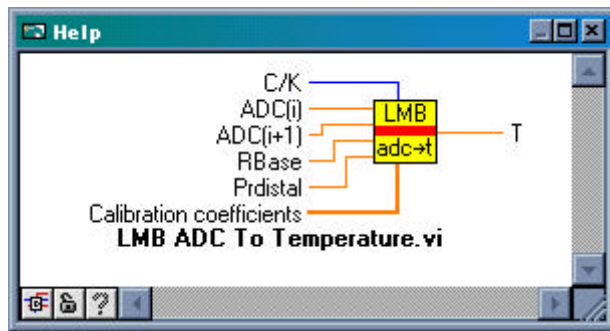 Help
C/K
ADC(i)
ADC(i+1)
RBase
Prdistal
Calibration coefficients
LMB
adc→t
T
LMB ADC To Temperature.vi
?